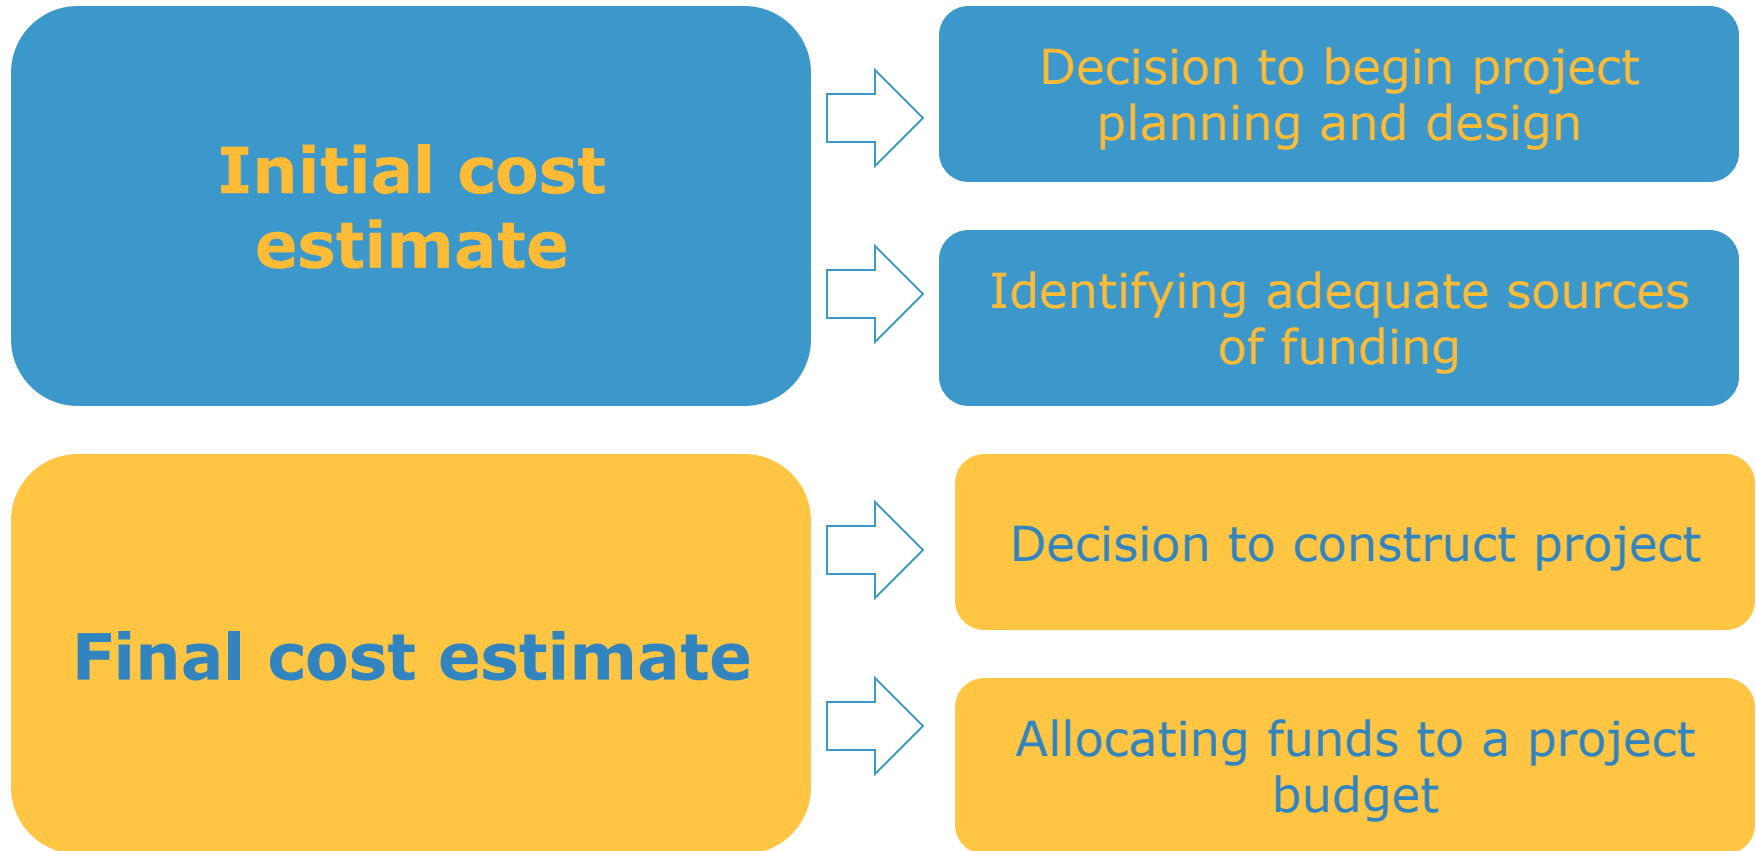 Initial cost
estimate
Decision to begin project
planning and design
Identifying adequate sources
of funding
Final cost estimate
Decision to construct project
Allocating funds to a project
budget